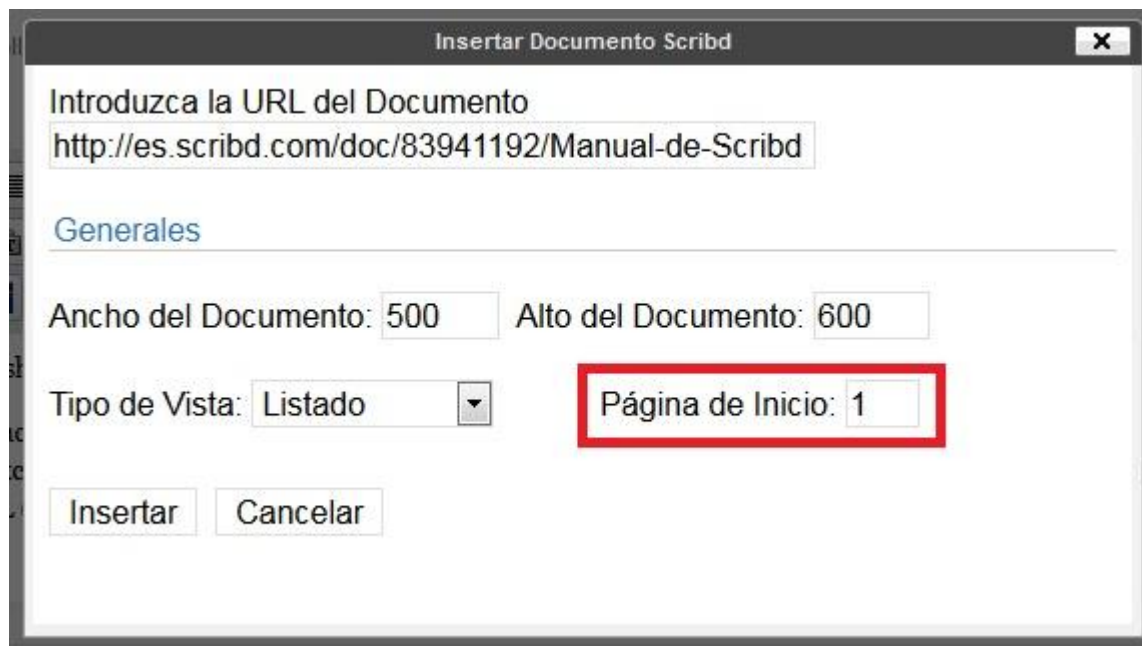 Insertar Documento Scribd
Introduzca la URL del Documento
http://es.scribd.com/doc/83941192/Manual-de-Scribd
Generales
Ancho del Documento: 500 Alto del Documento: 600
Tipo de Vista: Listado Página de Inicio: 1
Insertar Cancelar